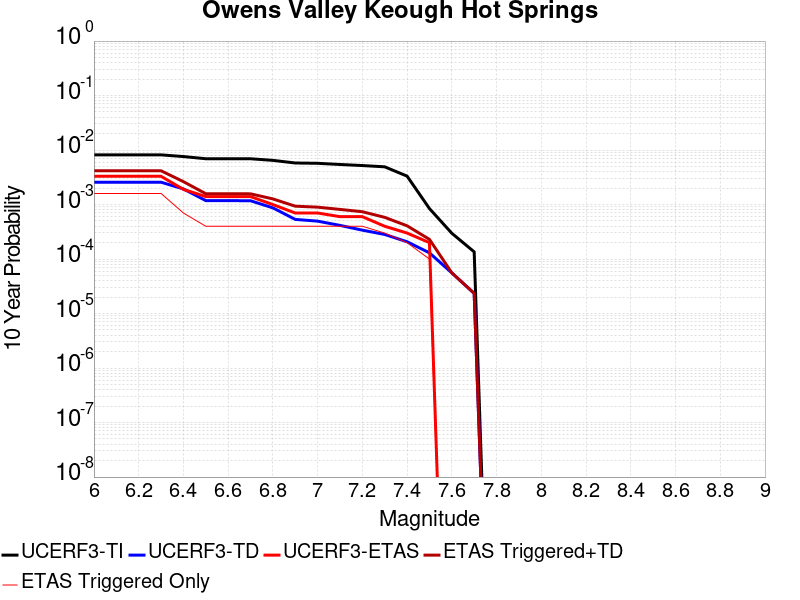 Owens Valley Keough Hot Springs
10^0
10^-1
10^-2
10^-3
10^-4
10^-5
10^-6
10^-7
10^-8
10 Year Probability
6 6.2 6.4 6.6 6.8 7 7.2 7.4 7.6 7.8 8 8.2 8.4 8.6 8.8 9
Magnitude
UCERF3-TI UCERF3-TD UCERF3-ETAS ETAS Triggered+TD
ETAS Triggered Only